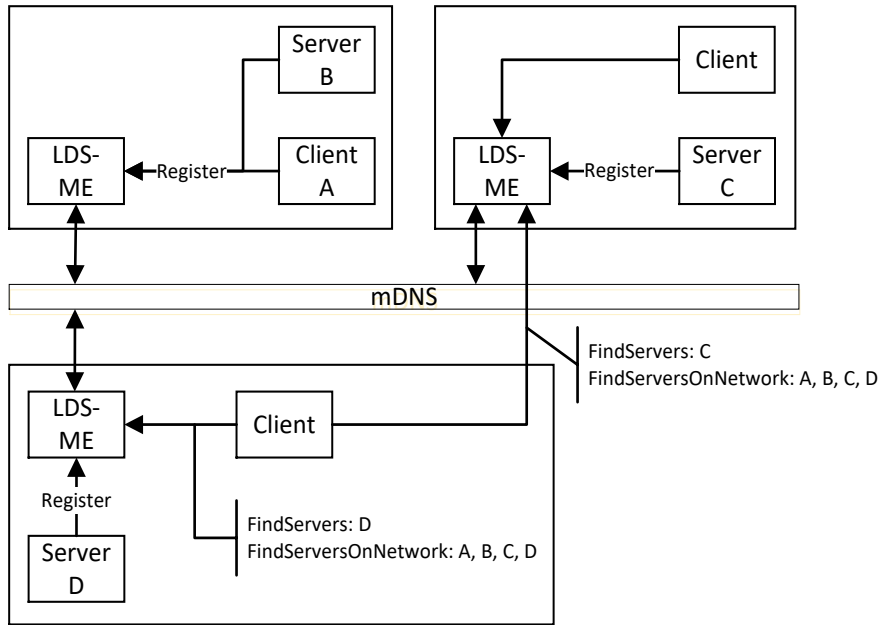 Server
B
LDS-
ME
Register
Client
A
Client
LDS-
ME
Register
Server
C
mDNS
FindServers: C
FindServersOnNetwork: A, B, C, D
LDS-
ME
Client
Register
Server
D
FindServers: D
FindServersOnNetwork: A, B, C, D